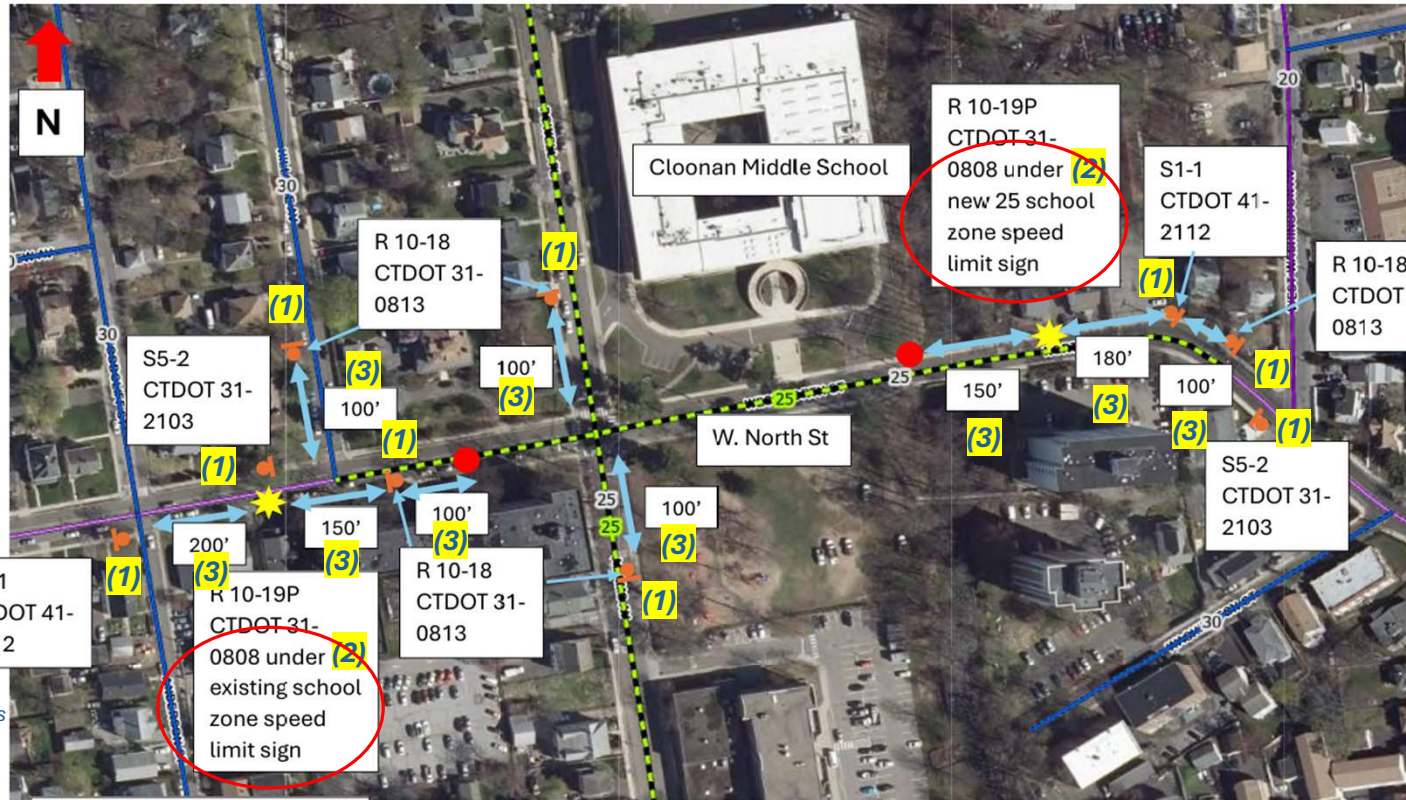 N
20
30
30
R 10-18
CTDOT 31-
0813
(1)
Cloonan Middle School
R 10-19P
CTDOT 31-
0808 under (2)
new 25 school
zone speed
limit sign
S1-1
CTDOT 41-
2112
(1)
R 10-18
CTDOT
0813
(1)
S5-2
CTDOT 31-
2103
(1)
(3)
100'
(1)
100'
(3)
25
25
150'
(3)
180'
(3)
100'
(3)
(1)
(1)
S5-2
CTDOT 31-
2103
W. North St
200'
(3)
150'
(3)
100'
(3)
25
25
100'
(3)
(1)
(1)
1
DOT 41-
2
R 10-19P
CTDOT 31-
0808 under (2)
existing school
zone speed
limit sign
R 10-18
CTDOT 31-
0813
30
s